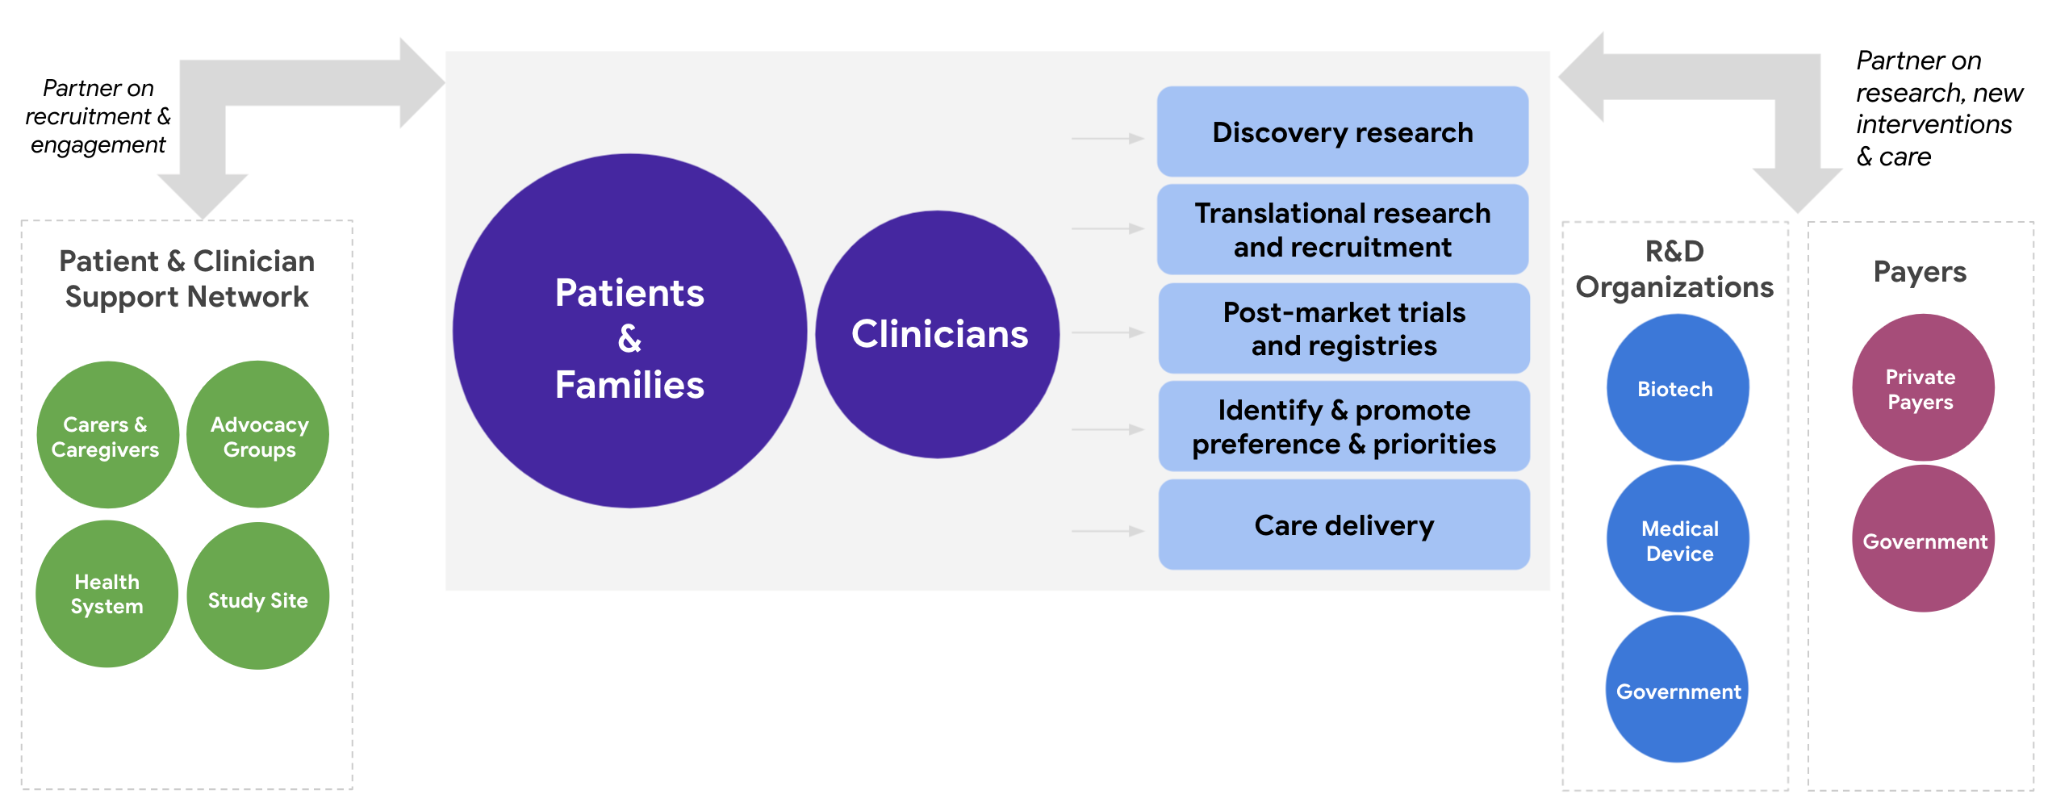 Partner on
recruitment &
engagement
Patient & Clinician
Support Network
Carers &
Caregivers
Advocacy
Groups
Health
System
Study Site
Patients
&
Families
Clinicians
Discovery research
Translational research
and recruitment
Post-market trials
and registries
Identify & promote
preference & priorities
Care delivery
Partner on
research, new
interventions
& care
R&D
Organizations
Biotech
Medical
Device
Government
Payers
Private
Payers
Government